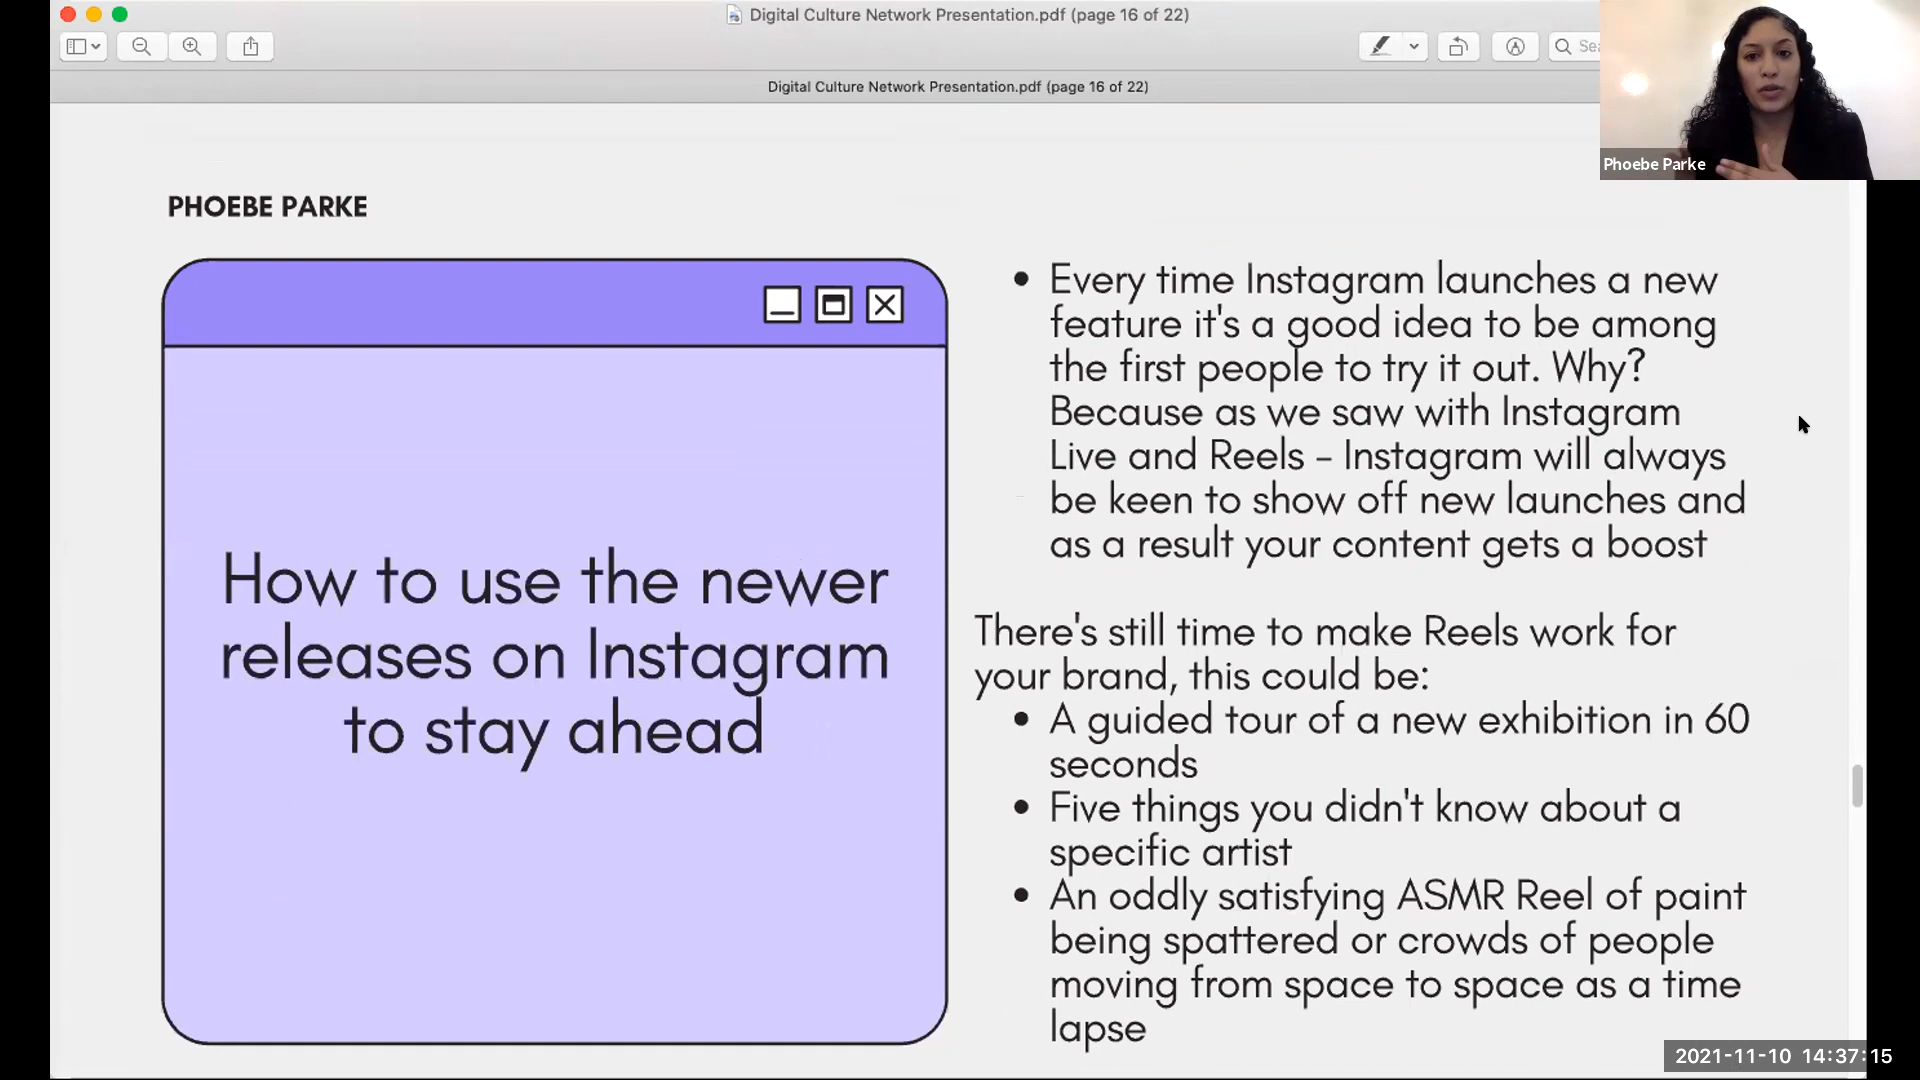 Digital Culture Network Presentation.pdf (page 16 of 22)
Digital Culture Network Presentation.pdf (page 16 of 22)
Phoebe Parke
PHOEBE PARKE
How to use the newer
releases on Instagram
to stay ahead
• Every time Instagram launches a new
feature it's a good idea to be among
the first people to try it out. Why?
Because as we saw with Instagram
Live and Reels - Instagram will always
be keen to show off new launches and
as a result your content gets a boost
There's still time to make Reels work for
your brand, this could be:
• A guided tour of a new exhibition in 60
seconds
• Five things you didn't know about a
specific artist
• An oddly satisfying ASMR Reel of paint
being spattered or crowds of people
moving from space to space as a time
lapse
2021-11-10 14:37:15